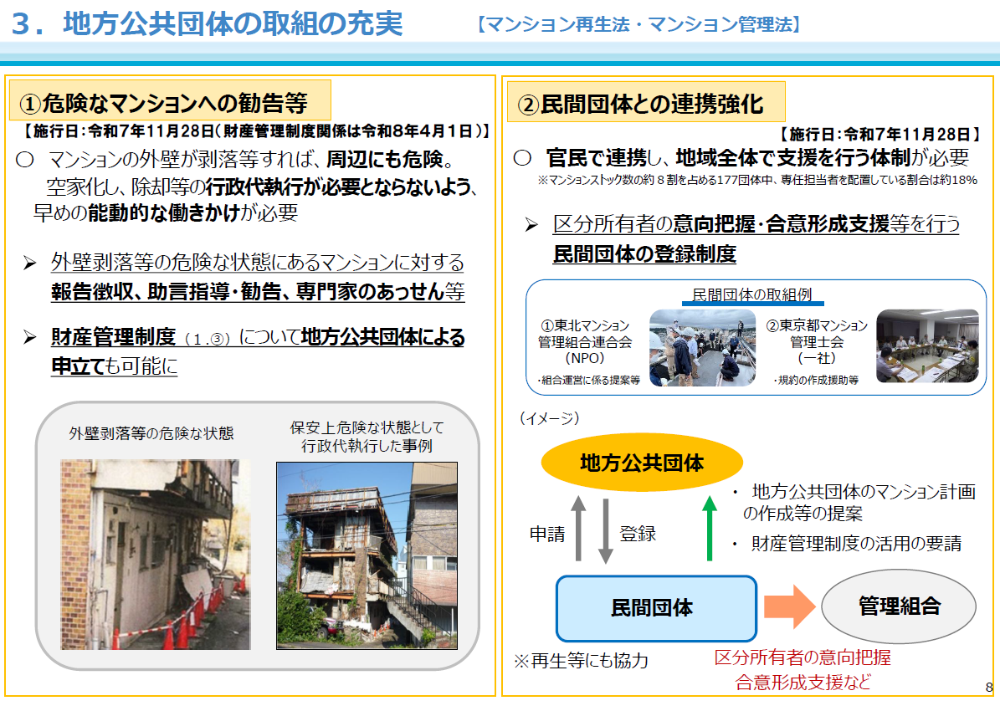 ３．地方公共団体の取組の充実
【マンション再生法・マンション管理法】
①危険なマンションへの勧告等
【施行日：令和７年11月28日（財産管理制度関係は令和８年４月１日）】
〇　マンションの外壁が剥落等すれば、周辺にも危険。
空家化し、除却等の行政代執行が必要とならないよう、
早めの能動的な働きかけが必要
➢ 外壁剥落等の危険な状態にあるマンションに対する
報告徴収、助言指導・勧告、専門家のあっせん等
➢ 財産管理制度（１.③）について地方公共団体による
申立ても可能に
外壁剥落等の危険な状態
保安上危険な状態として
行政代執行した事例
②民間団体との連携強化
【施行日：令和７年11月28日】
〇　官民で連携し、地域全体で支援を行う体制が必要
※マンションストック数の約８割を占める177団体中、専任担当者を配置している割合は約18%
➢ 区分所有者の意向把握・合意形成支援等を行う
民間団体の登録制度
民間団体の取組例
①東北マンション
管理組合連合会
（NPO）
・組合運営に係る提案等
②東京都マンション
管理士会
（一社）
・規約の作成援助等
（イメージ）
地方公共団体
申請
登録
・　地方公共団体のマンション計画
の作成等の提案
・　財産管理制度の活用の要請
民間団体
管理組合
※再生等にも協力
区分所有者の意向把握
合意形成支援など
8